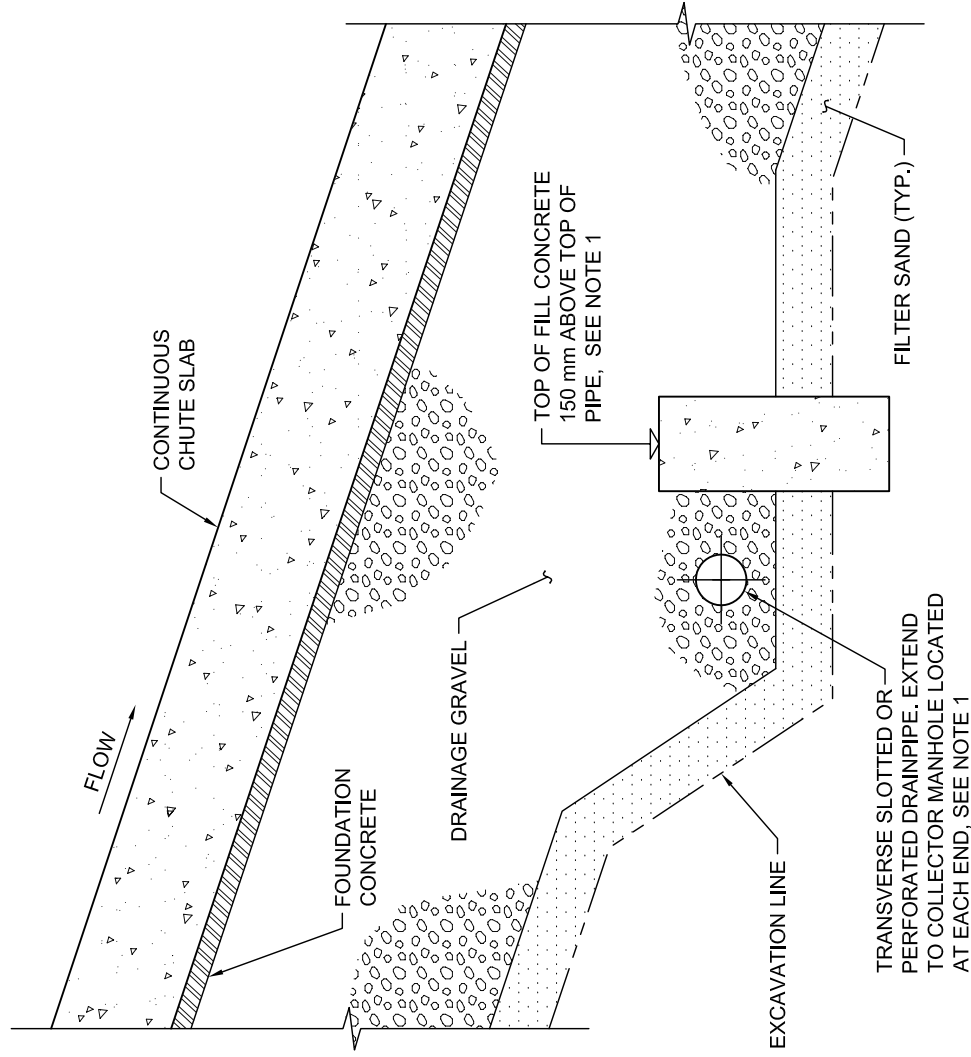 FLOW
CONTINUOUS
CHUTE SLAB
FOUNDATION
CONCRETE
DRAINAGE GRAVEL
TOP OF FILL CONCRETE
150 mm ABOVE TOP OF
PIPE, SEE NOTE 1
EXCAVATION LINE
FILTER SAND (TYP.)
TRANSVERSE SLOTTED OR
PERFORATED DRAINPIPE. EXTEND
TO COLLECTOR MANHOLE LOCATED
AT EACH END, SEE NOTE 1